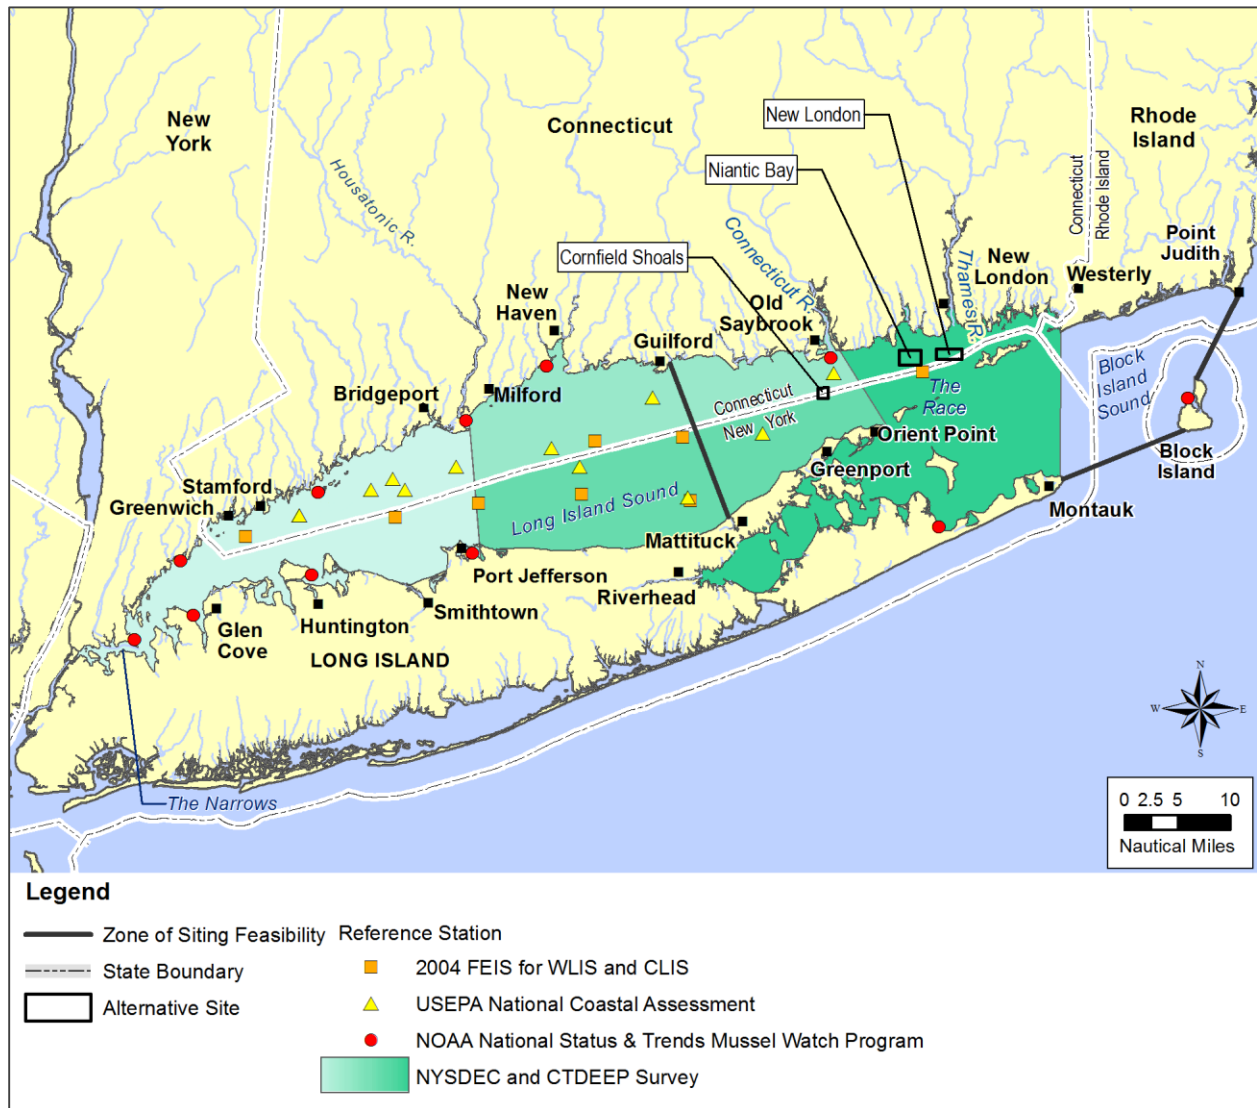 New
York
Connecticut
New London
Rhode
Island
Niantic Bay
Housatonic R.
Connecticut
Rhode Island
Connecticut R.
Cornfield Shoals
Thames R.
New
London
Westerly
Point
Judith
New
Haven
Old
Saybrook
Guilford
Block
Island
Sound
Bridgeport
Milford
Connecticut
New York
The
Race
Orient Point
Block
Island
Greenport
Stamford
Greenwich
Long Island Sound
Montauk
Mattituck
Port Jefferson
Riverhead
Smithtown
Huntington
Glen
Cove
LONG ISLAND
N
W
E
S
The Narrows
0 2.5 5 10
Nautical Miles
Legend
Zone of Siting Feasibility
State Boundary
Alternative Site
Reference Station
2004 FEIS for WLIS and CLIS
USEPA National Coastal Assessment
NOAA National Status & Trends Mussel Watch Program
NYSDEC and CTDEEP Survey